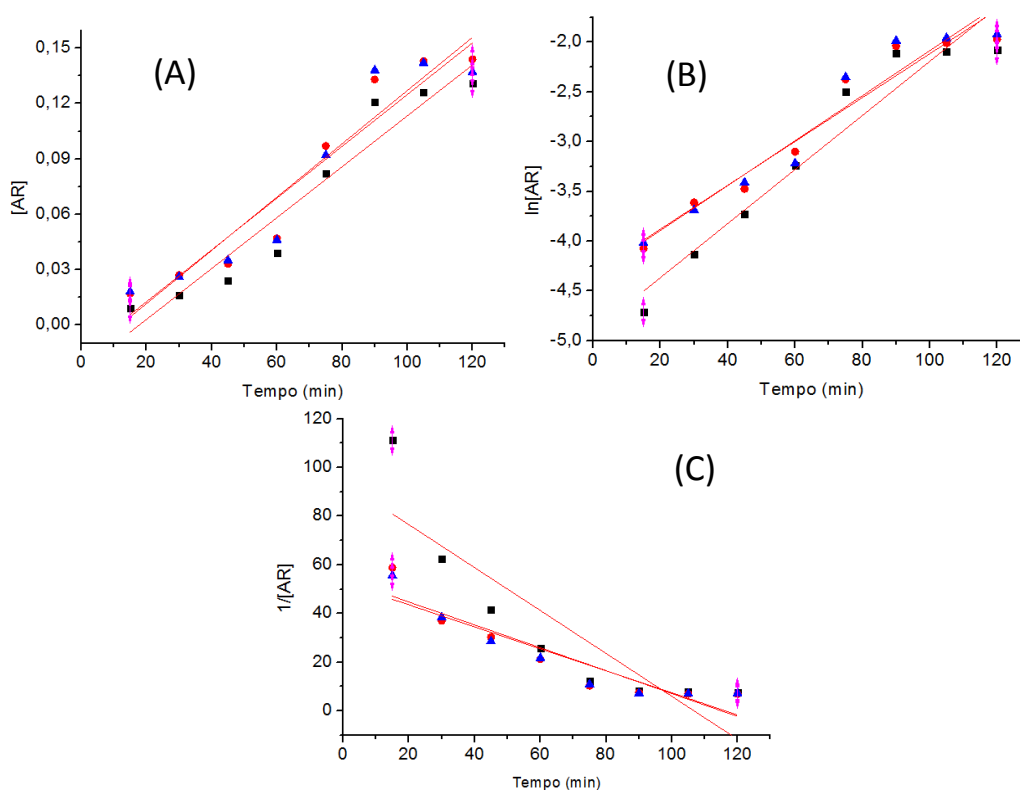 (A)
[AR]
0,15
0,12
0,09
0,06
0,03
0,00
0 20 40 60 80 100 120
Tempo (min)
(B)
ln[AR]
-2,0
-2,5
-3,0
-3,5
-4,0
-4,5
-5,0
0 20 40 60 80 100 120
Tempo (min)
(C)
1/[AR]
120
100
80
60
40
20
0
0 20 40 60 80 100 120
Tempo (min)